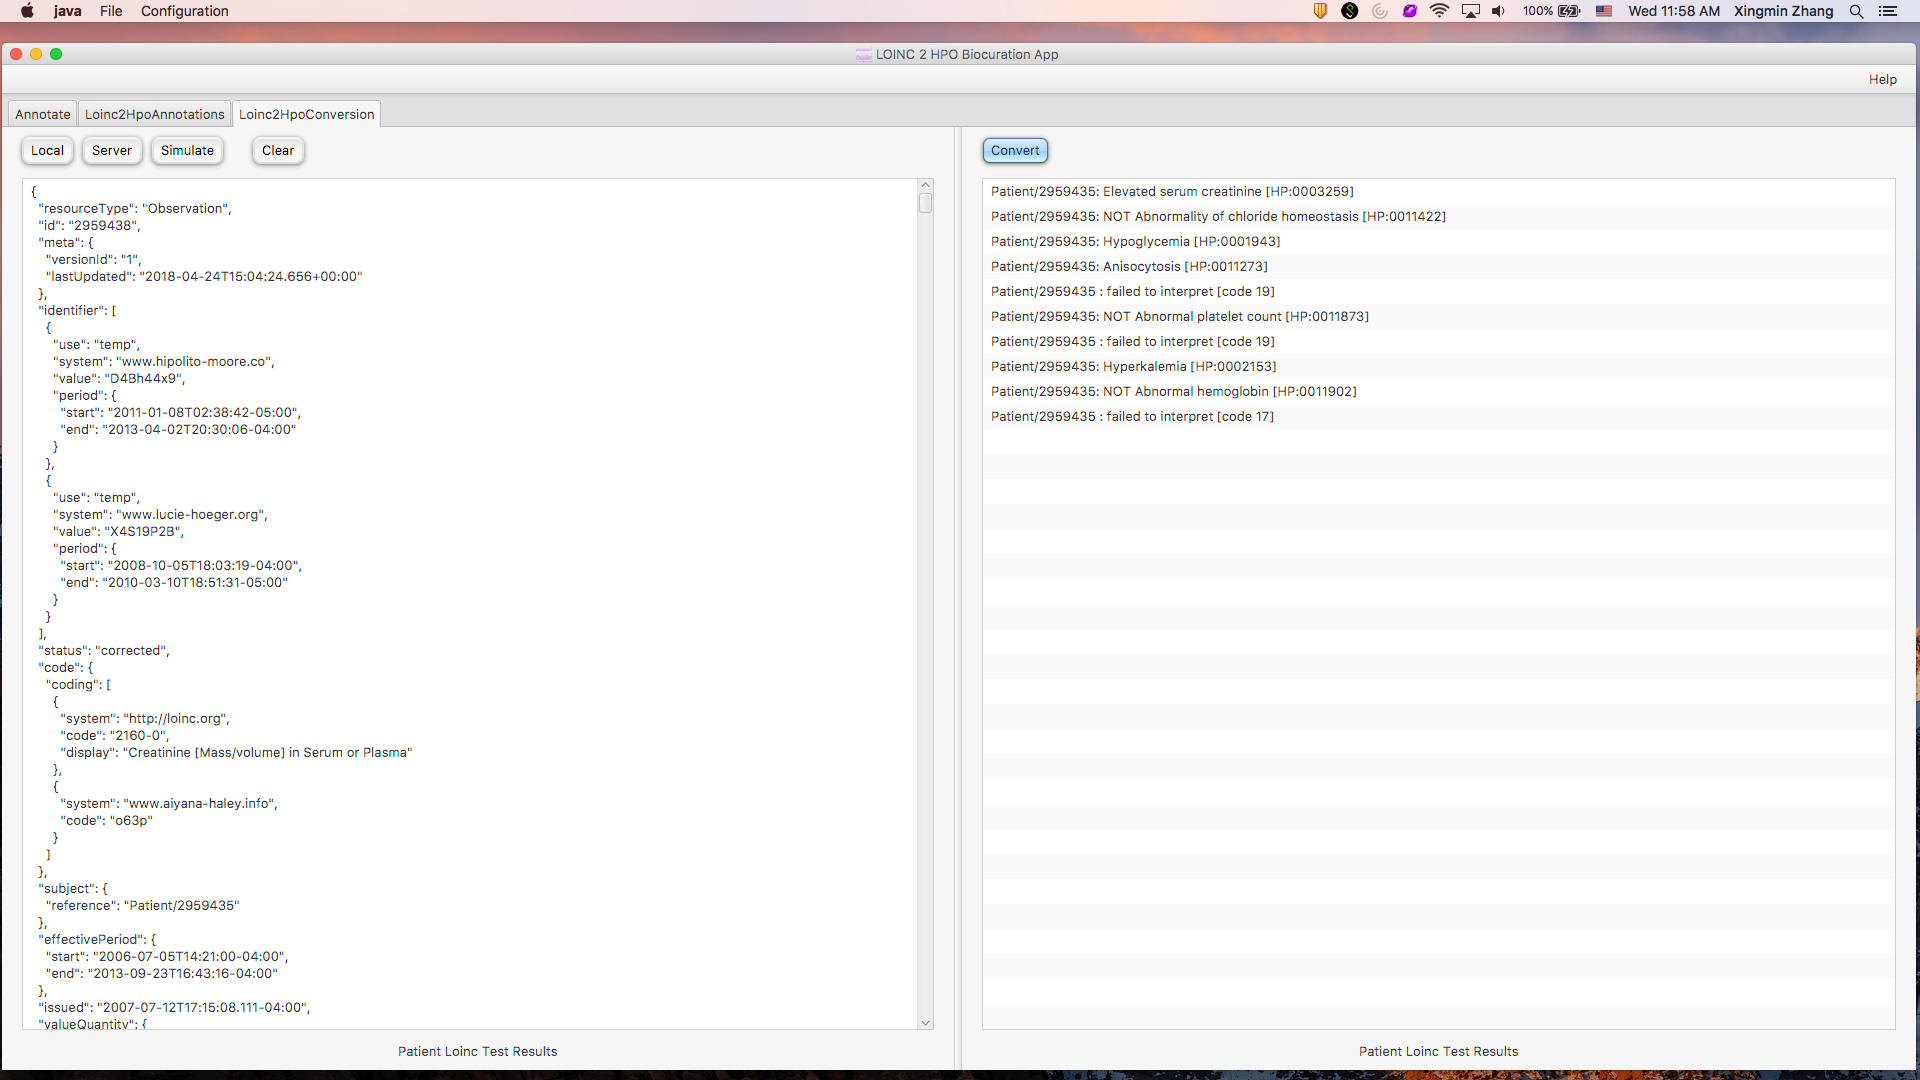 java File Configuration 100% Wed 11:58 AM Xingmin Zhang
LOINC 2 HPO Biocuration App
Help
Annotate Loinc2HpoAnnotations Loinc2HpoConversion
Local Server Simulate Clear
{
"resourceType": "Observation",
"id": "2959438",
"meta": {
"versionId": "1",
"lastUpdated": "2018-04-24T15:04:24.656+00:00"
},
"identifier": [
{
"use": "temp",
"system": "www.hipolito-moore.co",
"value": "D4Bh44x9",
"period": {
"start": "2011-01-08T02:38:42-05:00",
"end": "2013-04-02T20:30:06-04:00"
}
},
{
"use": "temp",
"system": "www.lucie-hoeger.org",
"value": "X4S19P2B",
"period": {
"start": "2008-10-05T18:03:19-04:00",
"end": "2010-03-10T18:51:31-05:00"
}
}
],
"status": "corrected",
"code": {
"coding": [
{
"system": "http://loinc.org",
"code": "2160-0",
"display": "Creatinine [Mass/volume] in Serum or Plasma"
},
{
"system": "www.aiyana-haley.info",
"code": "o63p"
}
]
},
"subject": {
"reference": "Patient/2959435"
},
"effectivePeriod": {
"start": "2006-07-05T14:21:00-04:00",
"end": "2013-09-23T16:43:16-04:00"
},
"issued": "2007-07-12T17:15:08.111-04:00",
"valueQuantity": {
Patient Loinc Test Results
Convert
Patient/2959435: Elevated serum creatinine [HP:0003259]
Patient/2959435: NOT Abnormality of chloride homeostasis [HP:0011422]
Patient/2959435: Hypoglycemia [HP:0001943]
Patient/2959435: Anisocytosis [HP:0011273]
Patient/2959435 : failed to interpret [code 19]
Patient/2959435: NOT Abnormal platelet count [HP:0011873]
Patient/2959435 : failed to interpret [code 19]
Patient/2959435: Hyperkalemia [HP:0002153]
Patient/2959435: NOT Abnormal hemoglobin [HP:0011902]
Patient/2959435 : failed to interpret [code 17]
Patient Loinc Test Results